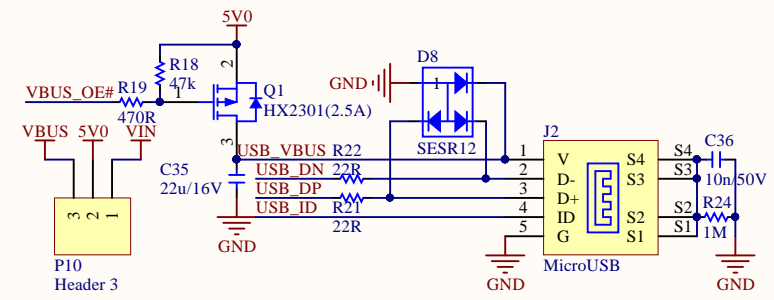 5V0
R18
47k
2
D8
GND
1
VBUS_OE#
R19
470R
1
Q1
HX2301(2.5A)
SESR12
VBUS
5V0
VIN
3
USB_VBUS
R22
22R
USB_DN
USB_DP
USB_ID
R21
22R
C35
22u/16V
GND
J2
1
2
3
4
5
V
D-
D+
ID
G
S4
S3
S2
S1
S4
S3
S2
S1
MicroUSB
C36
10n/50V
R24
1M
GND
GND
3
2
1
P10
Header 3